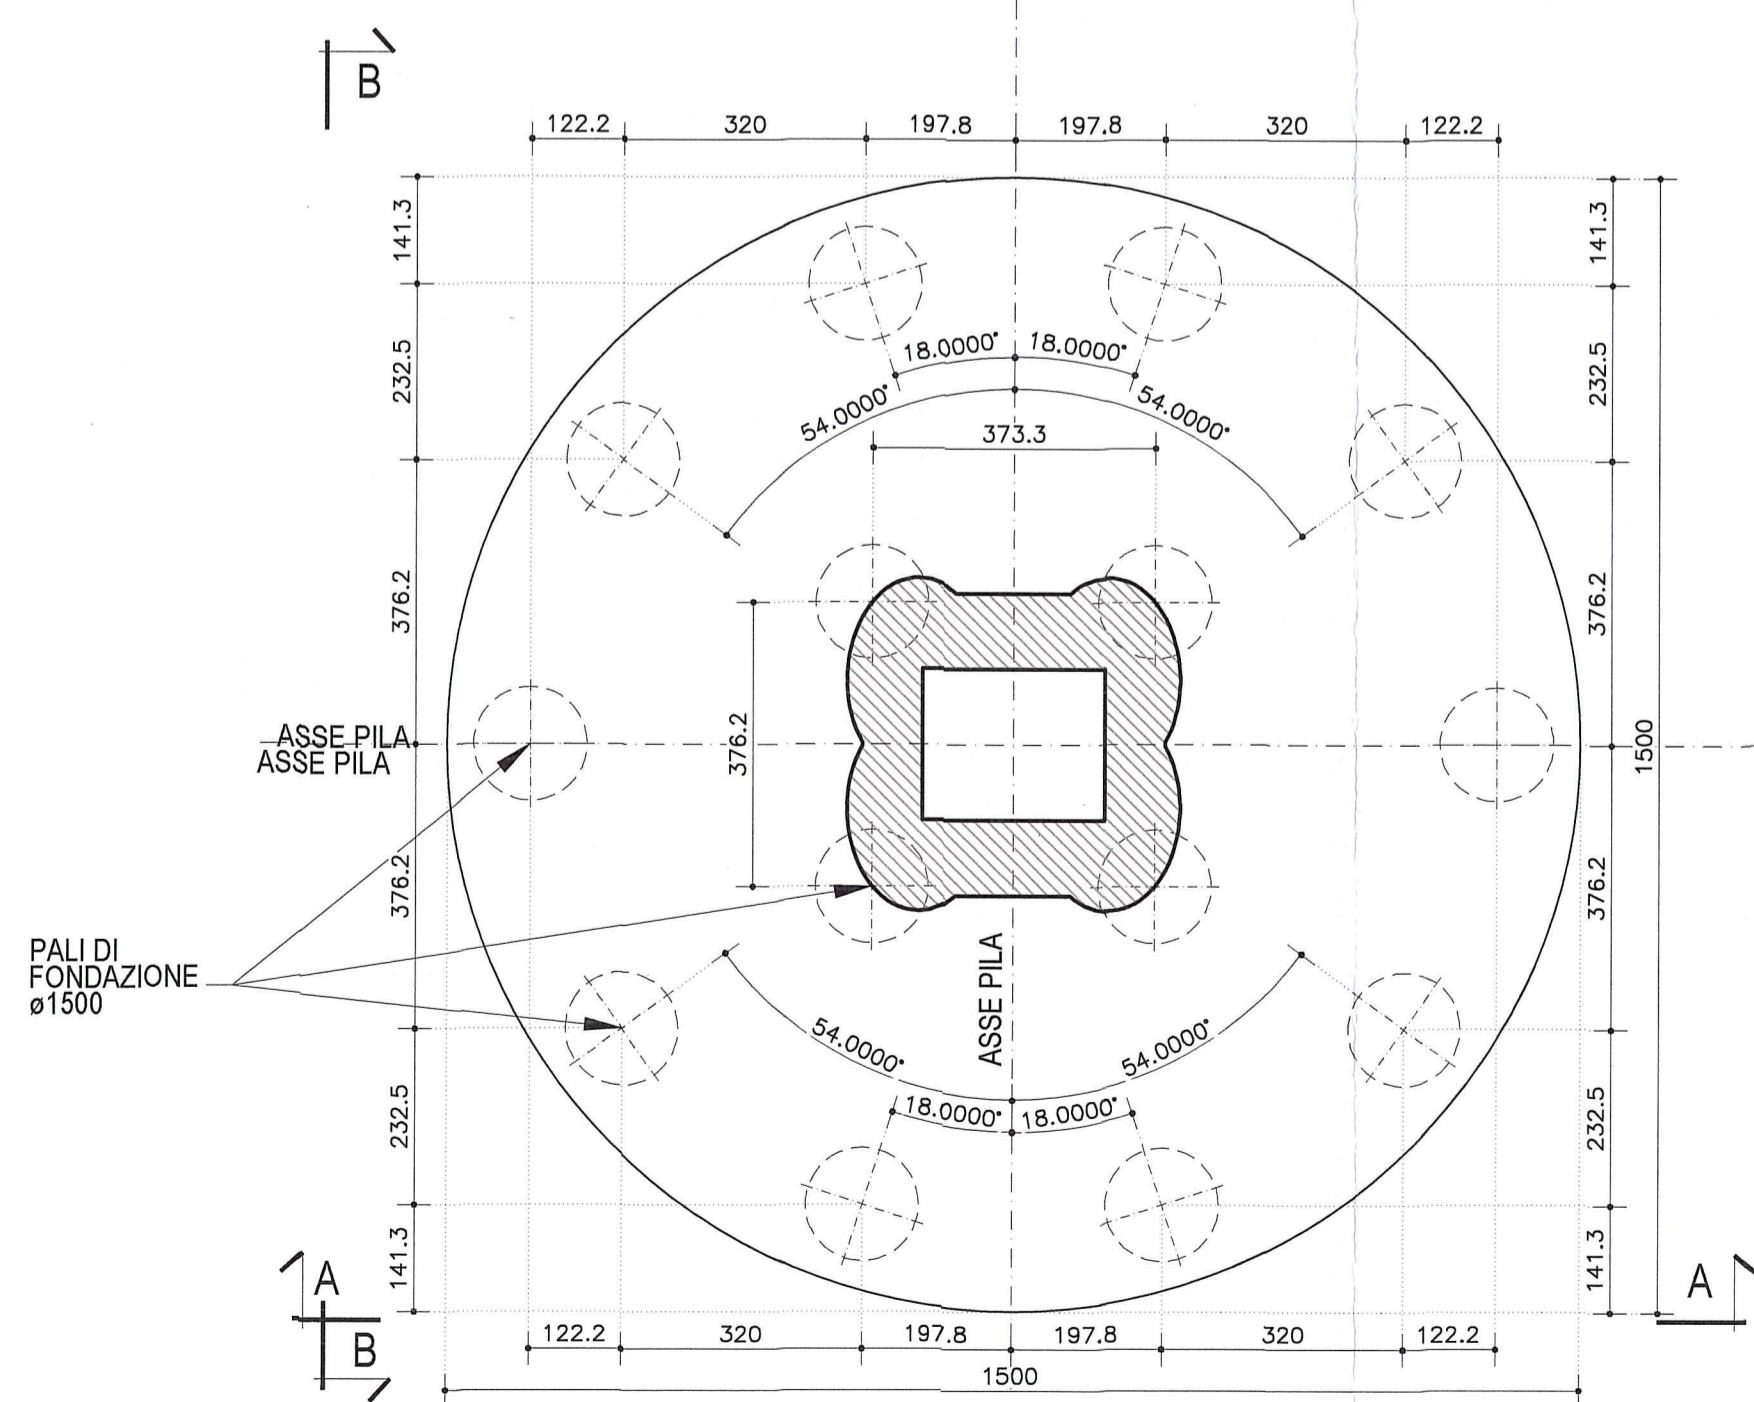 B
122.2 320 197.8 197.8 320 122.2
141.3 141.3
18.0000° 18.0000°
232.5 232.5
54.0000° 54.0000°
373.3
376.2 376.2
ASSE PILA
ASSE PILA
376.2
1500
376.2 376.2
PALI DI
FONDAZIONE
ø1500
ASSE PILA
54.0000° 54.0000°
18.0000° 18.0000°
232.5 232.5
141.3 141.3
A A
B
122.2 320 197.8 197.8 320 122.2
1500